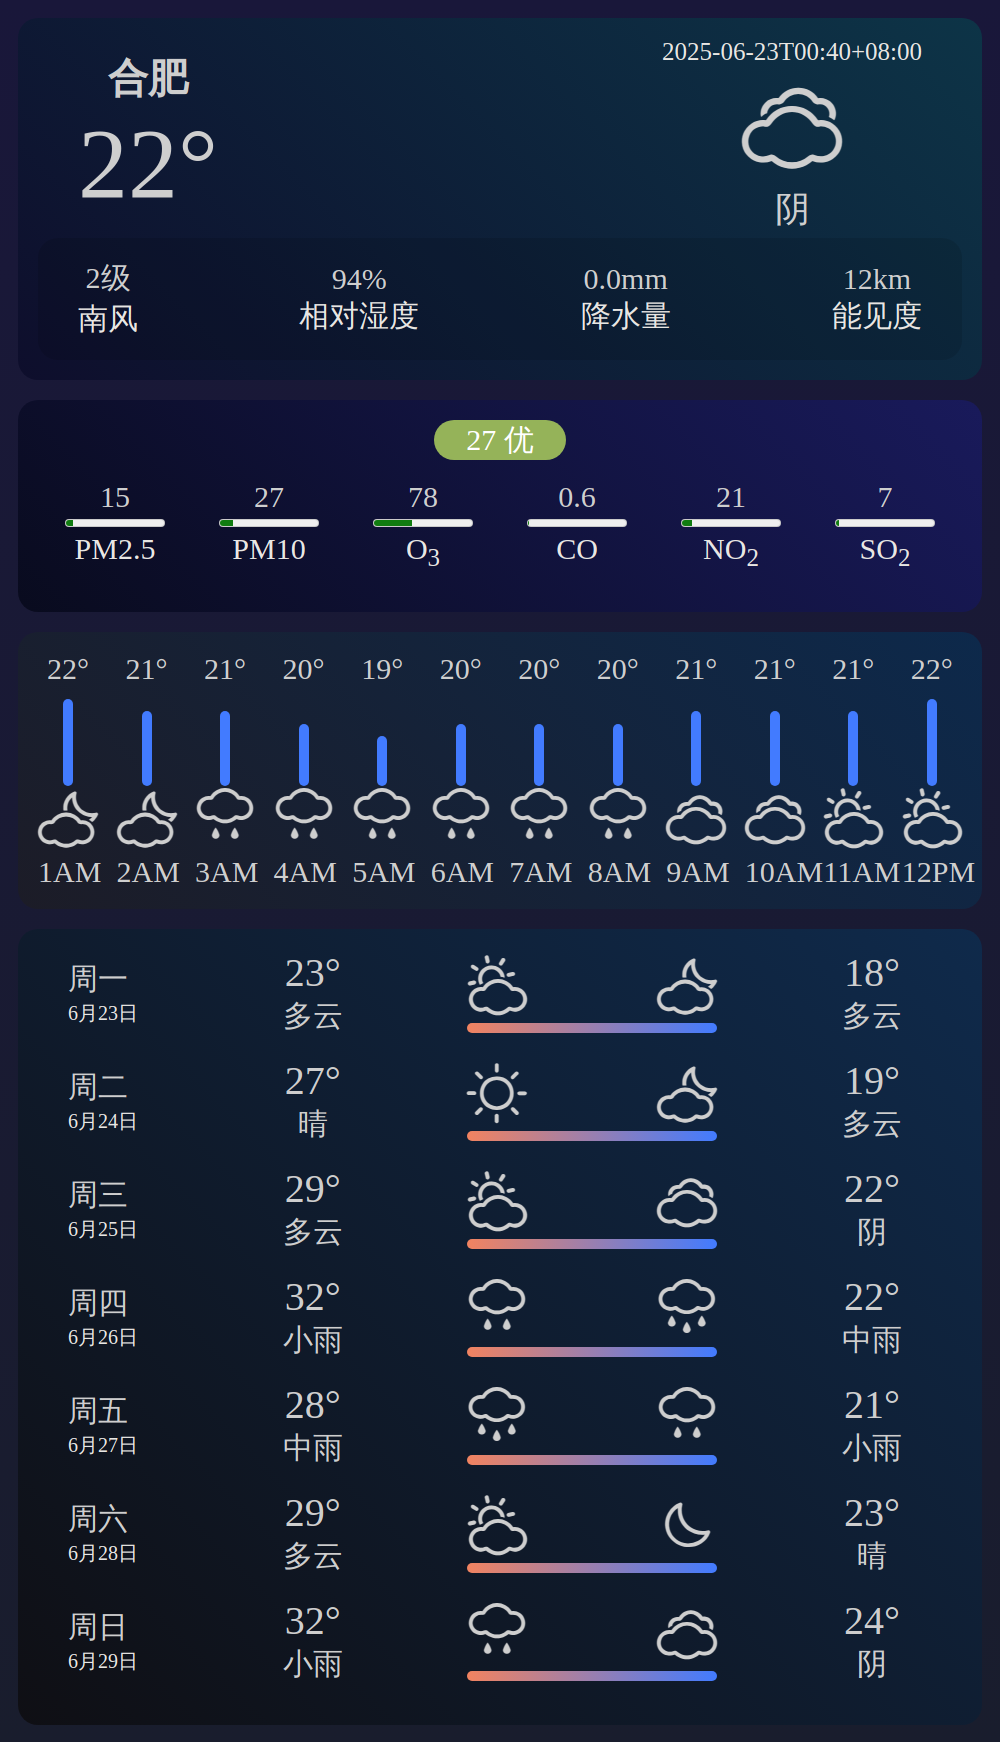 合肥
22°
2025-06-23T00:40+08:00
阴
2级 94% 0.0mm 12km
南风 相对湿度 降水量 能见度
27 优
15 27 78 0.6 21 7
PM2.5 PM10 O3 CO NO2 SO2
22° 21° 21° 20° 19° 20° 20° 20° 21° 21° 21° 22°
1AM 2AM 3AM 4AM 5AM 6AM 7AM 8AM 9AM 10AM 11AM 12PM
周一 23° 18°
6月23日 多云 多云
周二 27° 19°
6月24日 晴 多云
周三 29° 22°
6月25日 多云 阴
周四 32° 22°
6月26日 小雨 中雨
周五 28° 21°
6月27日 中雨 小雨
周六 29° 23°
6月28日 多云 晴
周日 32° 24°
6月29日 小雨 阴